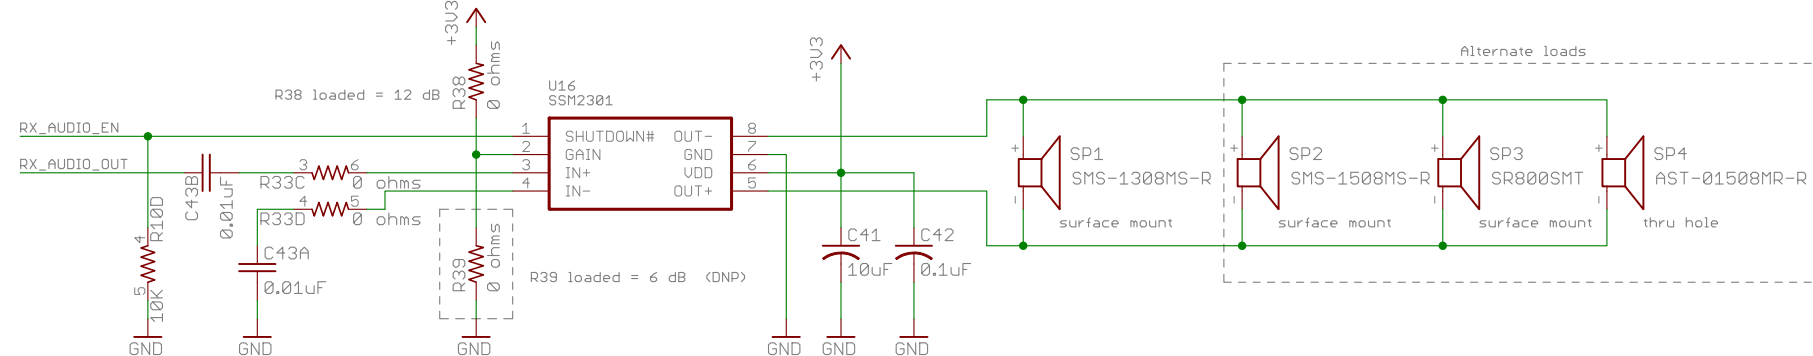 +3V3
R38
0 ohms
R38 loaded = 12 dB
U16
SSM2301
+3V3
Alternate loads
RX_AUDIO_EN
1
SHUTDOWN#
OUT-
8
2
GAIN
GND
7
RX_AUDIO_OUT
3
IN+
VDD
6
4
IN-
OUT+
5
C43B
0.01uF
R33C
3
6
0 ohms
R33D
4
5
0 ohms
R10D
4
5
10K
C43A
0.01uF
R39
0 ohms
R39 loaded = 6 dB (DNP)
C41
10uF
C42
0.1uF
+
SP1
SMS-1308MS-R
-
surface mount
+
SP2
SMS-1508MS-R
-
surface mount
+
SP3
SR800SMT
-
surface mount
+
SP4
AST-01508MR-R
-
thru hole
GND
GND
GND
GND
GND
GND